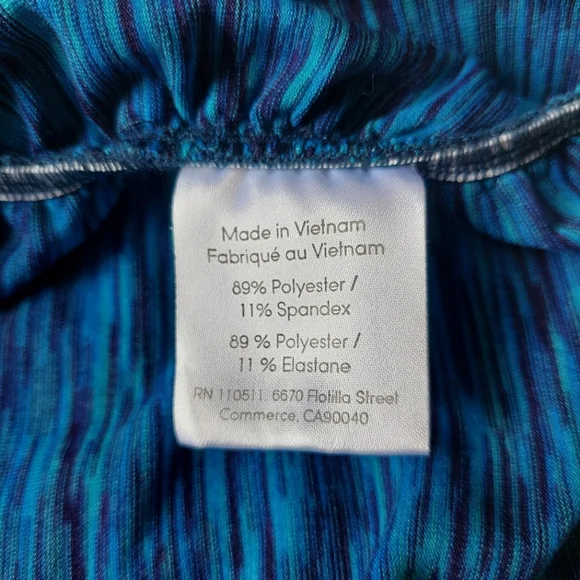 Made in Vietnam
Fabriqué au Vietnam
89% Polyester /
11% Spandex
89 % Polyester /
11 % Elastane
RN 110511. 6670 Flotilla Street
Commerce, CA90040